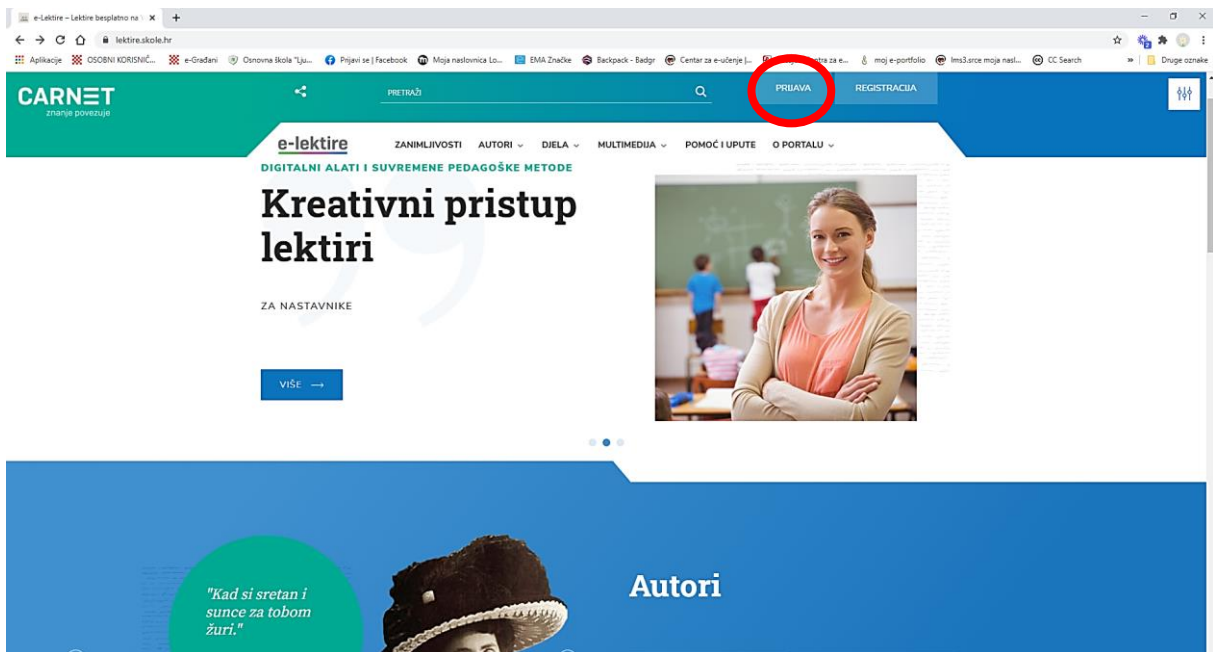 e-Lektire – Lektire besplatno na
lektire.skole.hr
Aplikacije OSOBNI KORISNIČ... e-Građani Osnovna škola "Lju... Prijavi se | Facebook Moja naslovnica Lo... EMA Značke Backpack - Badgr Centar za e-učenje |... moj e-portfolio lms3.srce moja nasl... CC Search » Druge oznake
CARNET
znanje povezuje
PRETRAŽI
PRIJAVA
REGISTRACIJA
e-lektire ZANIMLJIVOSTI AUTORI DJELA MULTIMEDIJA POMOĆ I UPUTE O PORTALU
DIGITALNI ALATI I SUVREMENE PEDAGOŠKE METODE
Kreativni pristup
lektiri
ZA NASTAVNIKE
VIŠE →
Autori
"Kad si sretan i
sunce za tobom
žuri."